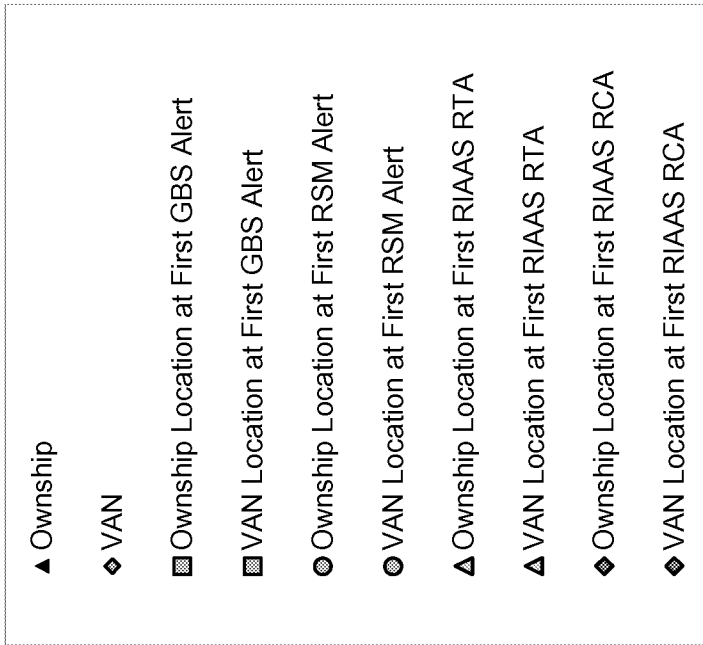 Ownship
VAN
Ownship Location at First GBS Alert
VAN Location at First GBS Alert
Ownship Location at First RSM Alert
VAN Location at First RSM Alert
Ownship Location at First RIAAS RTA
VAN Location at First RIAAS RTA
Ownship Location at First RIAAS RCA
VAN Location at First RIAAS RCA